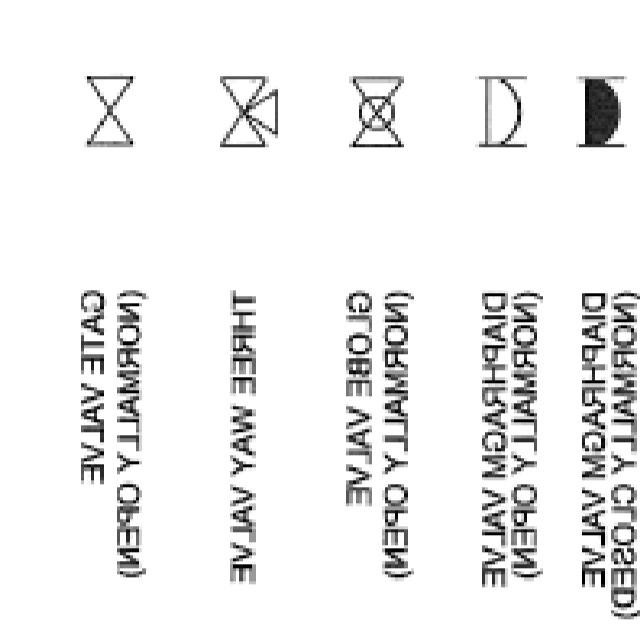 GATE VALVE
(NORMALLY OPEN)
THREE WAY VALVE
GLOBE VALVE
(NORMALLY OPEN)
DIAPHRAGM VALVE
(NORMALLY OPEN)
DIAPHRAGM VALVE
(NORMALLY CLOSED)